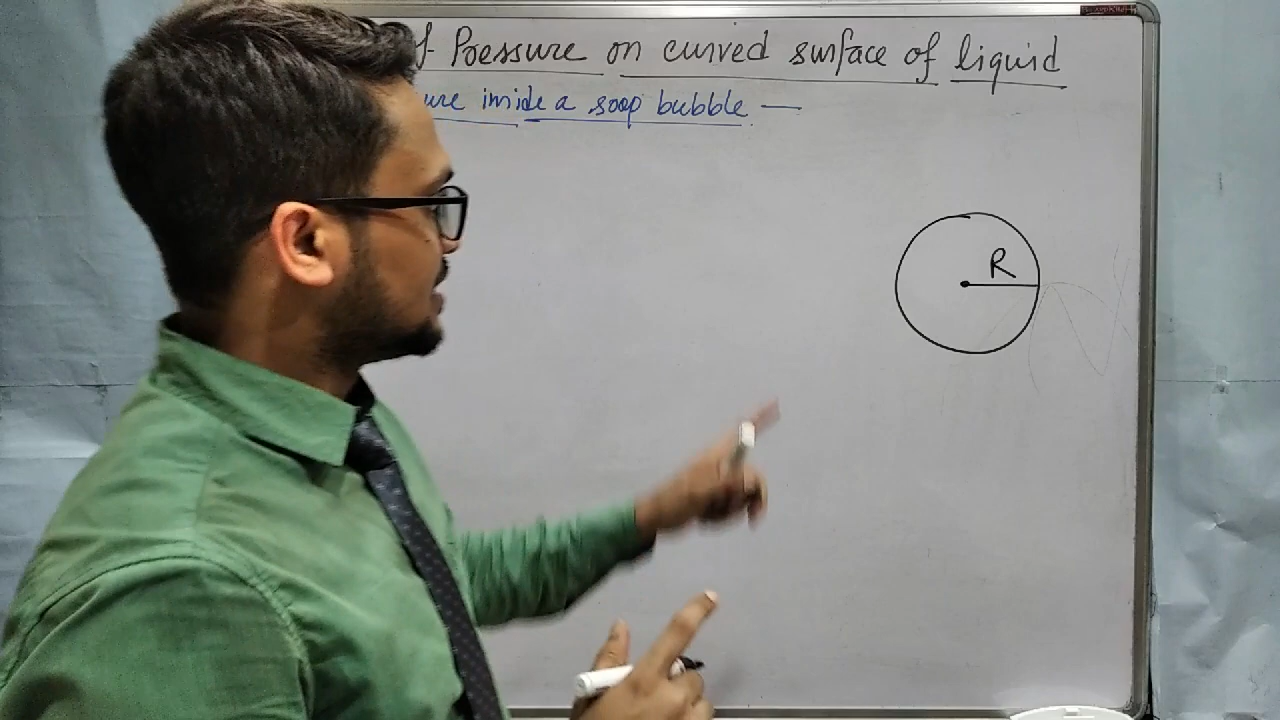 f Pressure on curved surface of liquid
ure inside a soap bubble —
R